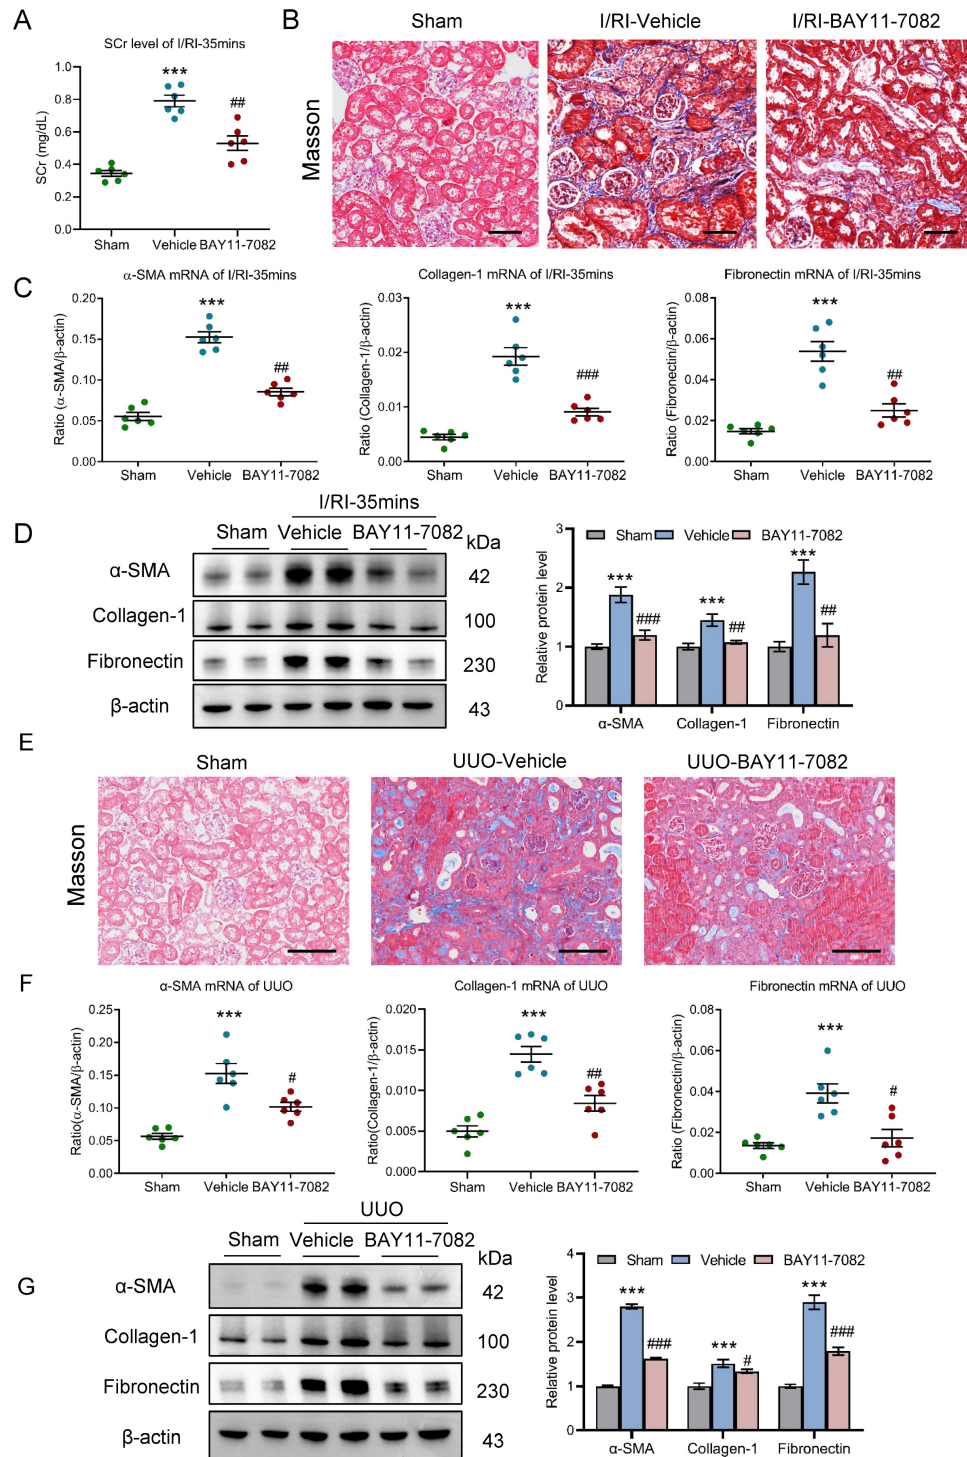 A
SCr level of I/RI-35mins
SCr (mg/dL)
1.0
0.8
0.6
0.4
0.2
0.0
***
##
Sham Vehicle BAY11-7082
B
Sham I/RI-Vehicle I/RI-BAY11-7082
Masson
C
α-SMA mRNA of I/RI-35mins
Ratio (α-SMA/β-actin)
0.20
0.15
0.10
0.05
0.00
***
##
Sham Vehicle BAY11-7082
Collagen-1 mRNA of I/RI-35mins
Ratio (Collagen-1/β-actin)
0.03
0.02
0.01
0.00
***
###
Sham Vehicle BAY11-7082
Fibronectin mRNA of I/RI-35mins
Ratio (Fibronectin/β-actin)
0.08
0.06
0.04
0.02
0.00
***
##
Sham Vehicle BAY11-7082
D
I/RI-35mins
Sham Vehicle BAY11-7082 kDa
α-SMA 42
Collagen-1 100
Fibronectin 230
β-actin 43
Relative protein level
3
2
1
0
Sham Vehicle BAY11-7082
*** ### *** ## *** ##
α-SMA Collagen-1 Fibronectin
E
Sham UUO-Vehicle UUO-BAY11-7082
Masson
F
α-SMA mRNA of UUO
Ratio(α-SMA/β-actin)
0.25
0.20
0.15
0.10
0.05
0.00
***
#
Sham Vehicle BAY11-7082
Collagen-1 mRNA of UUO
Ratio(Collagen-1/β-actin)
0.020
0.015
0.010
0.005
0.000
***
##
Sham Vehicle BAY11-7082
Fibronectin mRNA of UUO
Ratio (Fibronectin/β-actin)
0.08
0.06
0.04
0.02
0.00
***
#
Sham Vehicle BAY11-7082
G
UUO
Sham Vehicle BAY11-7082
kDa
α-SMA 42
Collagen-1 100
Fibronectin 230
β-actin 43
Relative protein level
4
3
2
1
0
Sham Vehicle BAY11-7082
*** ### *** # *** ###
α-SMA Collagen-1 Fibronectin